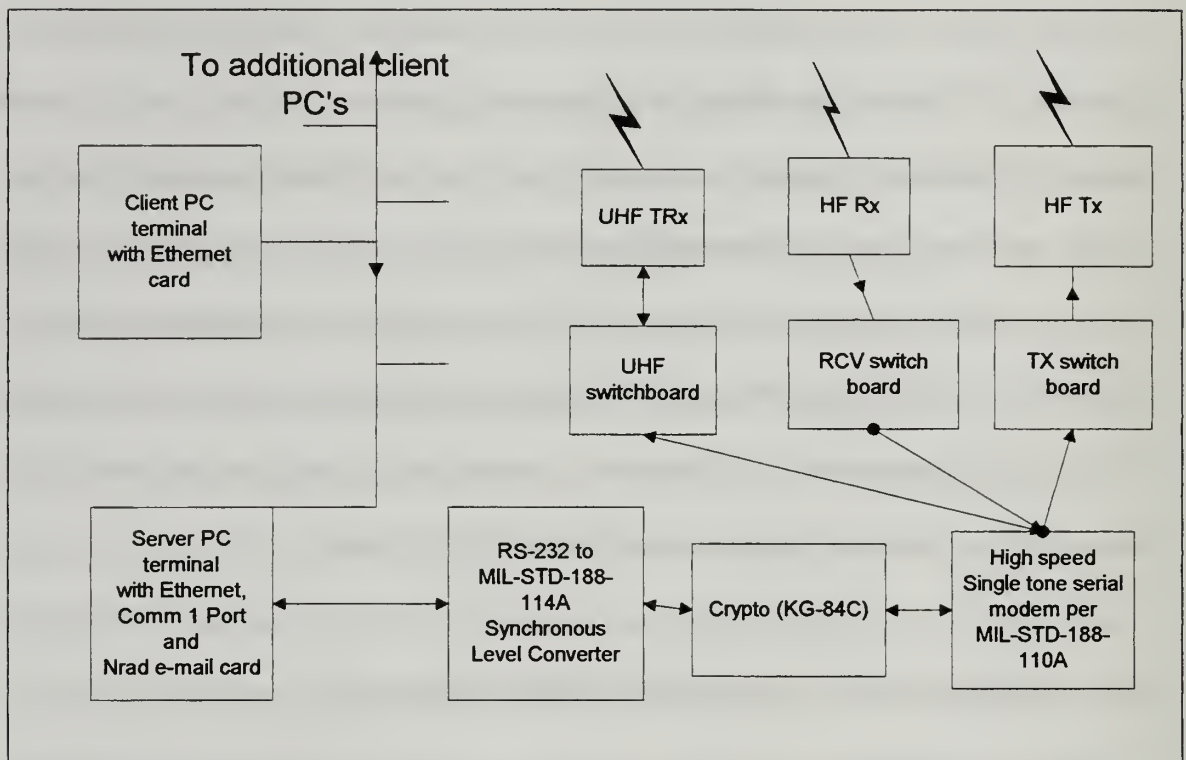 To additional client
PC's
Client PC
terminal
with Ethernet
card
UHF TRx
HF Rx
HF Tx
UHF
switchboard
RCV switch
board
TX switch
board
Server PC
terminal
with Ethernet,
Comm 1 Port
and
Nrad e-mail card
RS-232 to
MIL-STD-188-
114A
Synchronous
Level Converter
Crypto (KG-84C)
High speed
Single tone serial
modem per
MIL-STD-188-
110A